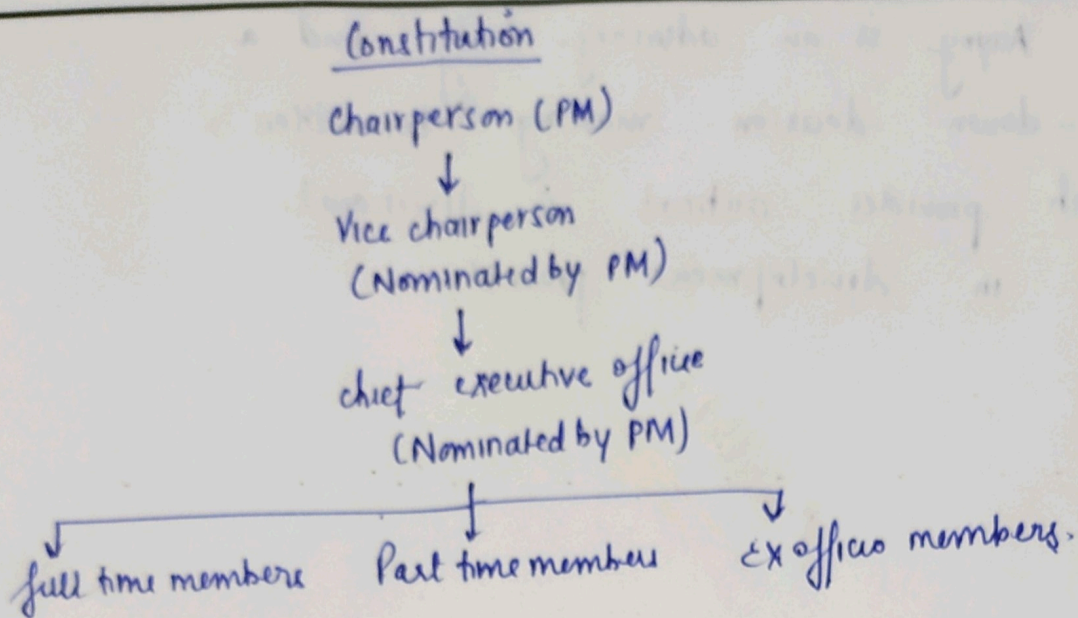 Constitution
Chairperson (PM)
↓
Vice chairperson
(Nominated by PM)
↓
chief executive office
(Nominated by PM)
full time members Part time members Ex officio members.